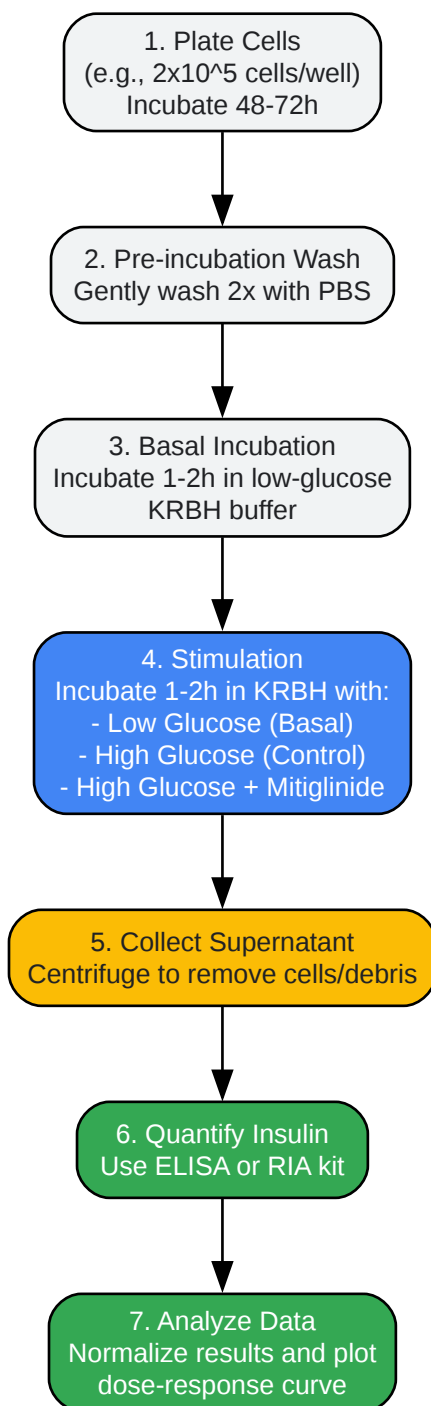 1. Plate Cells
(e.g., 2x10^5 cells/well)
Incubate 48-72h
2. Pre-incubation Wash
Gently wash 2x with PBS
3. Basal Incubation
Incubate 1-2h in low-glucose
KRBH buffer
4. Stimulation
Incubate 1-2h in KRBH with:
- Low Glucose (Basal)
- High Glucose (Control)
- High Glucose + Mitiglinide
5. Collect Supernatant
Centrifuge to remove cells/debris
6. Quantify Insulin
Use ELISA or RIA kit
7. Analyze Data
Normalize results and plot
dose-response curve